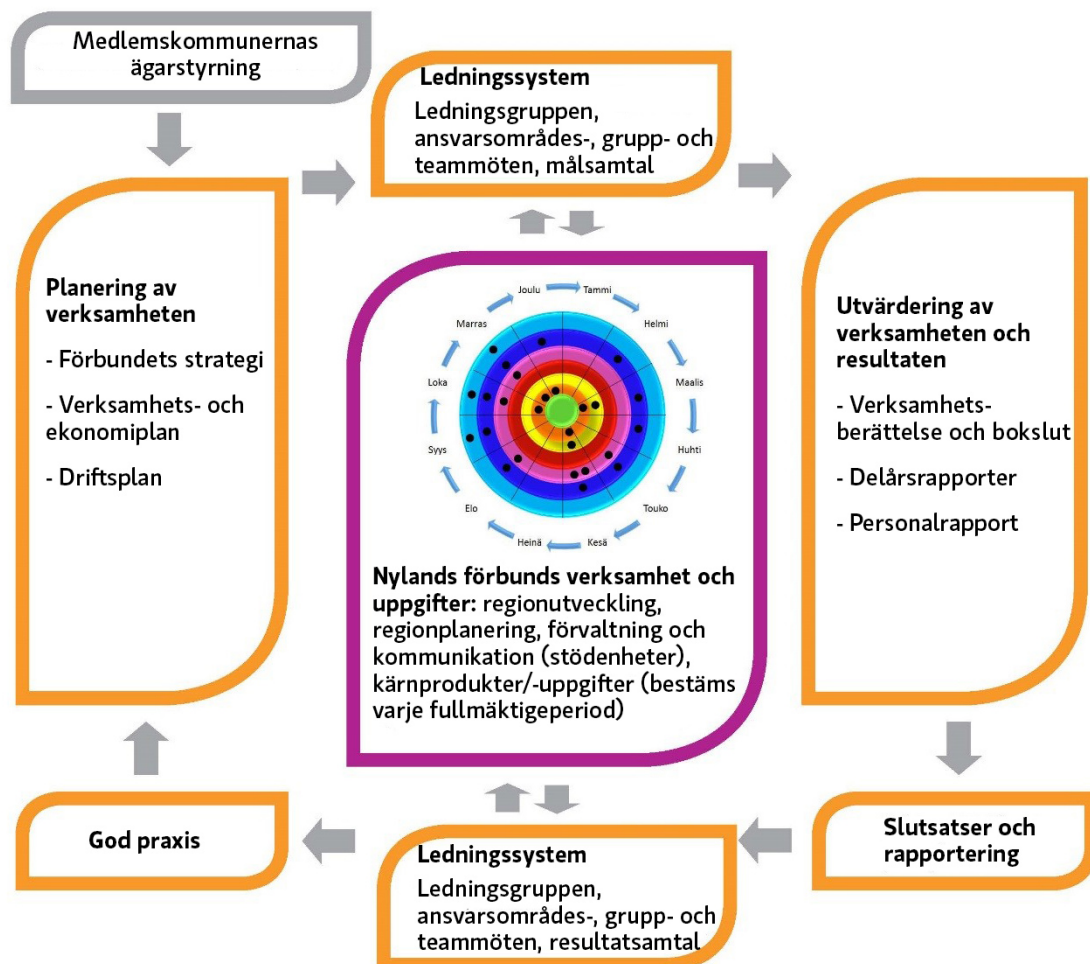 Medlemskommunernas
ägarstyrning
Ledningssystem
Ledningsgruppen,
ansvarsområdes-, grupp- och
teammöten, målsamtal
Planering av
verksamheten
- Förbundets strategi
- Verksamhets- och
ekonomiplan
- Driftsplan
Joulu
Tammi
Helmi
Maalis
Huhti
Touko
Kesä
Heinä
Elo
Syys
Loka
Marras
Nylands förbunds verksamhet och
uppgifter: regionutveckling,
regionplanering, förvaltning och
kommunikation (stödenheter),
kärnprodukter/-uppgifter (bestäms
varje fullmäktigeperiod)
Utvärdering av
verksamheten och
resultaten
- Verksamhets-
berättelse och bokslut
- Delårsrapporter
- Personalrapport
Slutsatser och
rapportering
Ledningssystem
Ledningsgruppen,
ansvarsområdes-, grupp- och
teammöten, resultatsamtal
God praxis